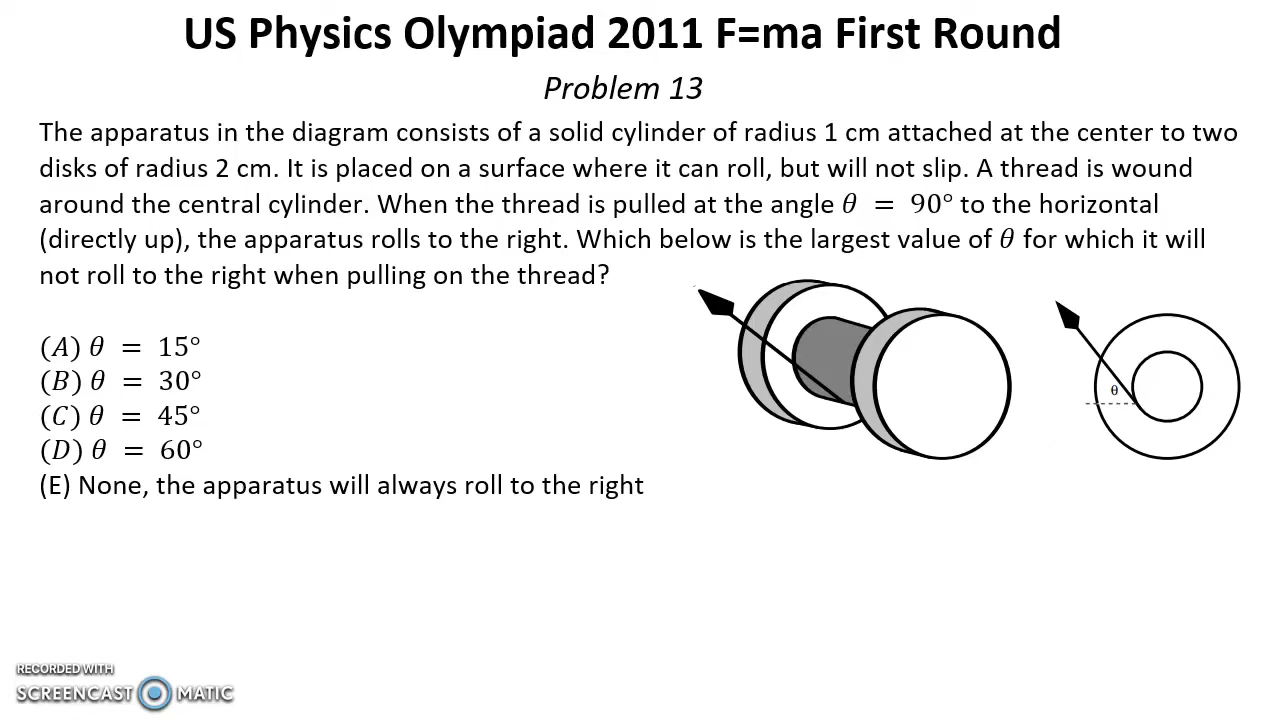 US Physics Olympiad 2011 F=ma First Round
Problem 13
The apparatus in the diagram consists of a solid cylinder of radius 1 cm attached at the center to two
disks of radius 2 cm. It is placed on a surface where it can roll, but will not slip. A thread is wound
around the central cylinder. When the thread is pulled at the angle θ = 90° to the horizontal
(directly up), the apparatus rolls to the right. Which below is the largest value of θ for which it will
not roll to the right when pulling on the thread?
(A) θ = 15°
(B) θ = 30°
(C) θ = 45°
(D) θ = 60°
(E) None, the apparatus will always roll to the right
θ
RECORDED WITH
SCREENCAST MATIC